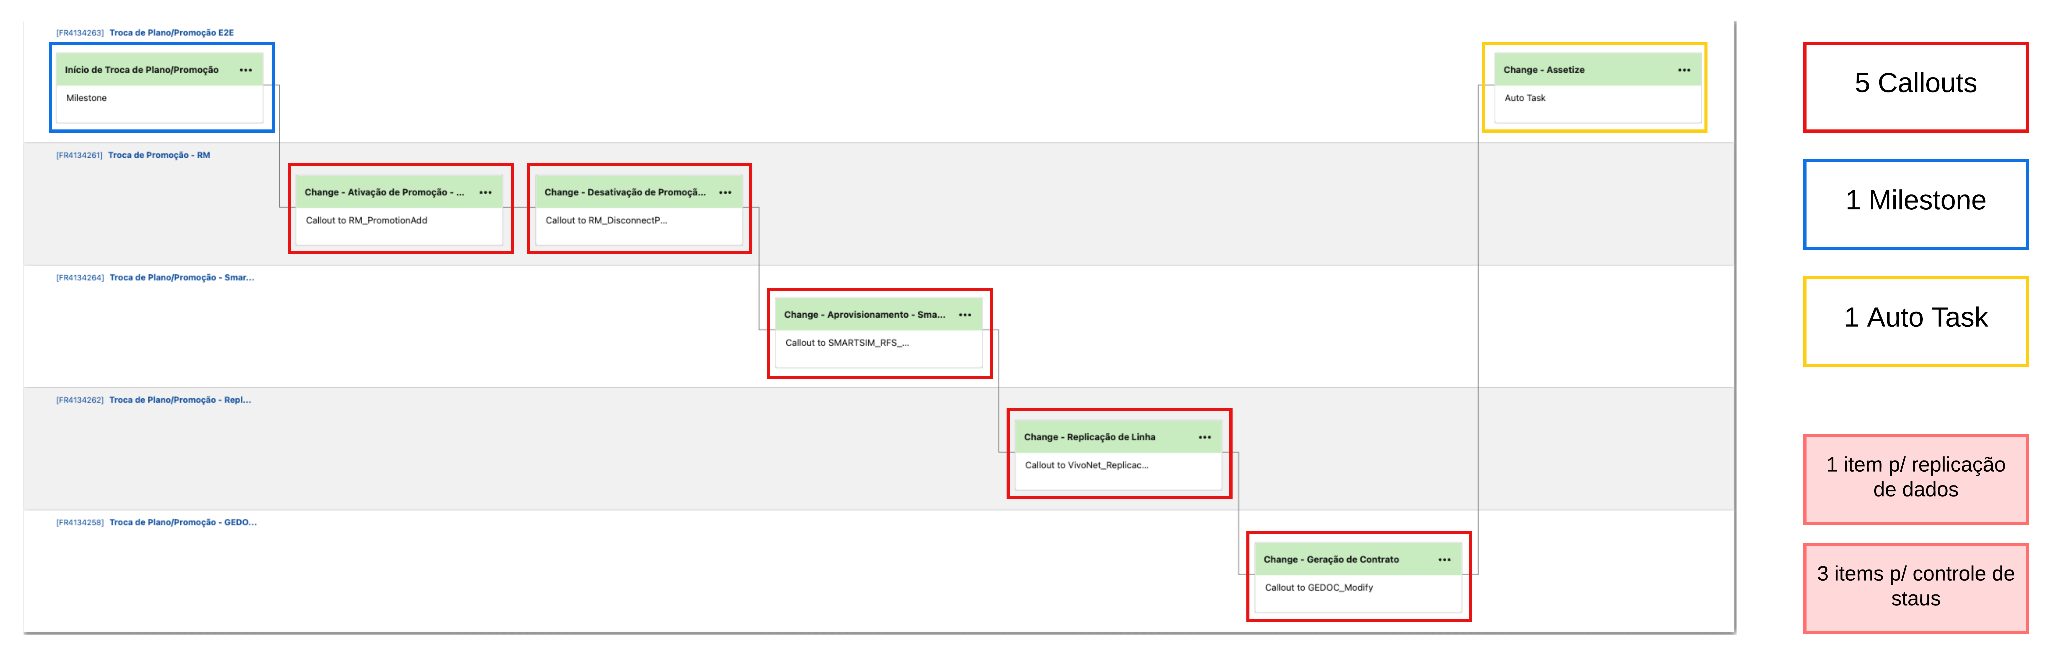 [FR4134263] Troca de Plano/Promoção E2E
Início de Troca de Plano/Promoção •••
Milestone
Change - Assetize •••
Auto Task
[FR4134261] Troca de Promoção - RM
Change - Ativação de Promoção - ... •••
Callout to RM_PromotionAdd
Change - Desativação de Promoçã... •••
Callout to RM_DisconnectP...
[FR4134264] Troca de Plano/Promoção - Smar...
Change - Aprovisionamento - Sma... •••
Callout to SMARTSIM_RFS_...
[FR4134262] Troca de Plano/Promoção - Repl...
Change - Replicação de Linha •••
Callout to VivoNet_Replicac...
[FR4134258] Troca de Plano/Promoção - GEDO...
Change - Geração de Contrato •••
Callout to GEDOC_Modify
5 Callouts
1 Milestone
1 Auto Task
1 item p/ replicação
de dados
3 items p/ controle de
staus